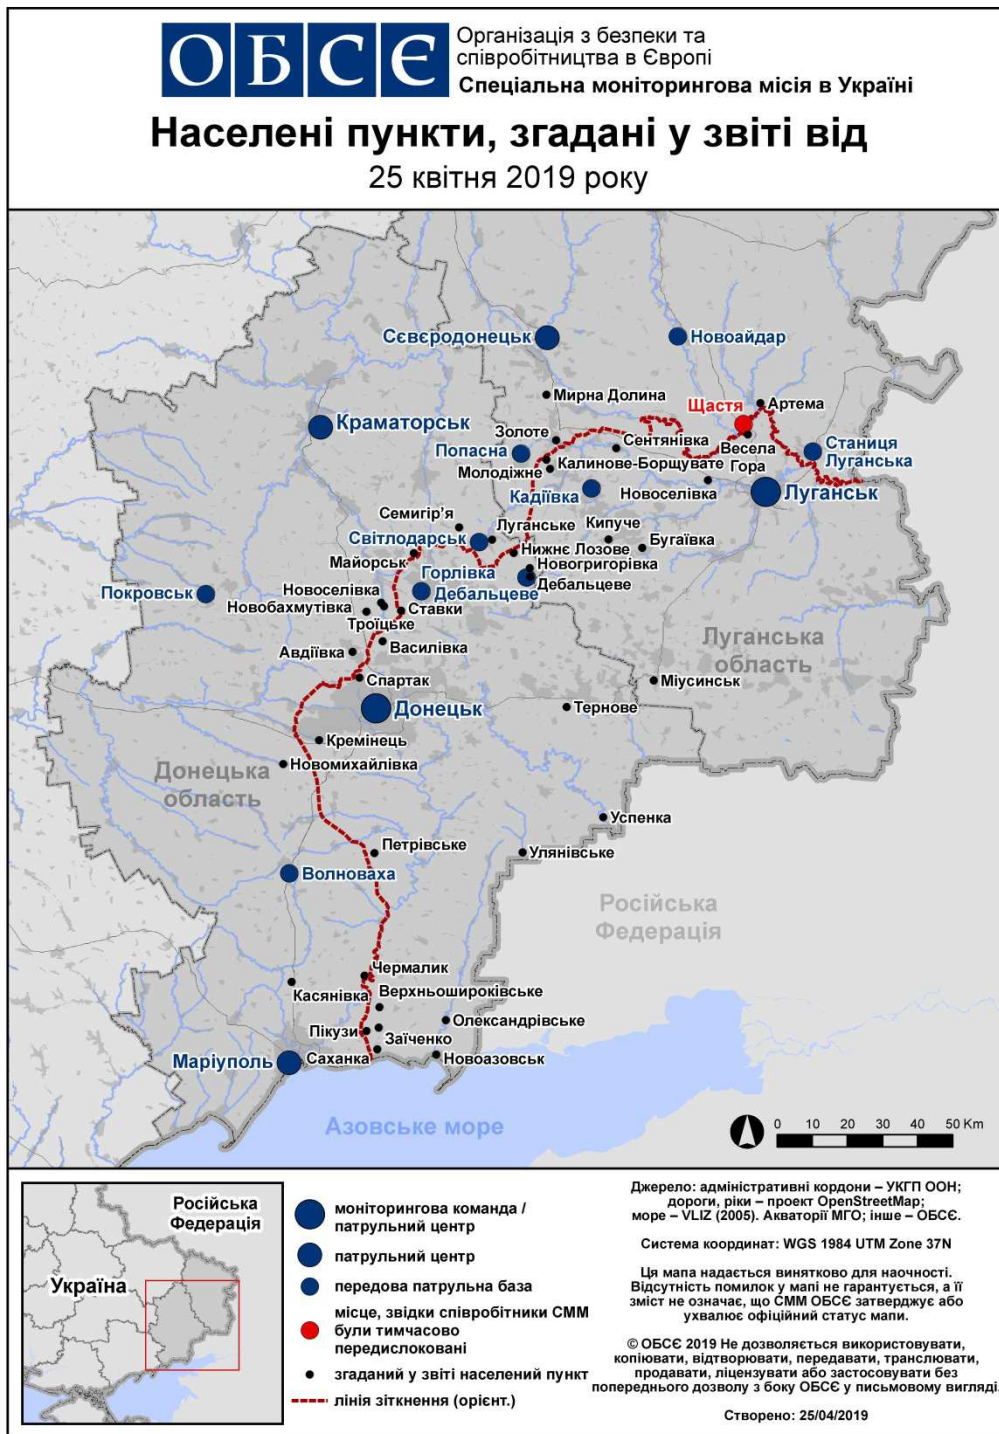 ОБСЄ
Організація з безпеки та
співробітництва в Європі
Спеціальна моніторингова місія в Україні
Населені пункти, згадані у звіті від
25 квітня 2019 року
Сєвєродонецьк
Новоайдар
Мирна Долина
Щастя
Артема
Краматорськ
Золоте
Сентянівка
Весела
Гора
Станиця
Луганська
Попасна
Калинове-Борщувате
Молодіжне
Кадіївка
Новоселівка
Луганськ
Семигір’я
Луганське
Кипуче
Світлодарськ
Бугаївка
Майорськ
Нижнє Лозове
Горлівка
Новогригорівка
Дебальцеве
Дебальцеве
Покровськ
Новоселівка
Новобахмутівка
Ставки
Троїцьке
Луганська
область
Авдіївка
Василівка
Спартак
Міусинськ
Донецьк
Тернове
Кремінець
Новомихайлівка
Донецька
область
Успенка
Петрівське
Улянівське
Волноваха
Російська
Федерація
Чермалик
Касянівка
Верхньошироківське
Пікузи
Олександрівське
Заїченко
Маріуполь
Саханка
Новоазовськ
Азовське море
0 10 20 30 40 50 Km
Російська
Федерація
Україна
моніторингова команда /
патрульний центр
патрульний центр
передова патрульна база
місце, звідки співробітники СММ
були тимчасово
передислоковані
згаданий у звіті населений пункт
лінія зіткнення (орієнт.)
Джерело: адміністративні кордони – УКГП ООН;
дороги, ріки – проект OpenStreetMap;
море – VLIZ (2005). Акваторії МГО; інше – ОБСЄ.
Система координат: WGS 1984 UTM Zone 37N
Ця мапа надається винятково для наочності.
Відсутність помилок у мапі не гарантується, а її
зміст не означає, що СММ ОБСЄ затверджує або
ухвалює офіційний статус мапи.
© ОБСЄ 2019 Не дозволяється використовувати,
копіювати, відтворювати, передавати, транслювати,
продавати, ліцензувати або застосовувати без
попереднього дозволу з боку ОБСЄ у письмовому вигляді.
Створено: 25/04/2019